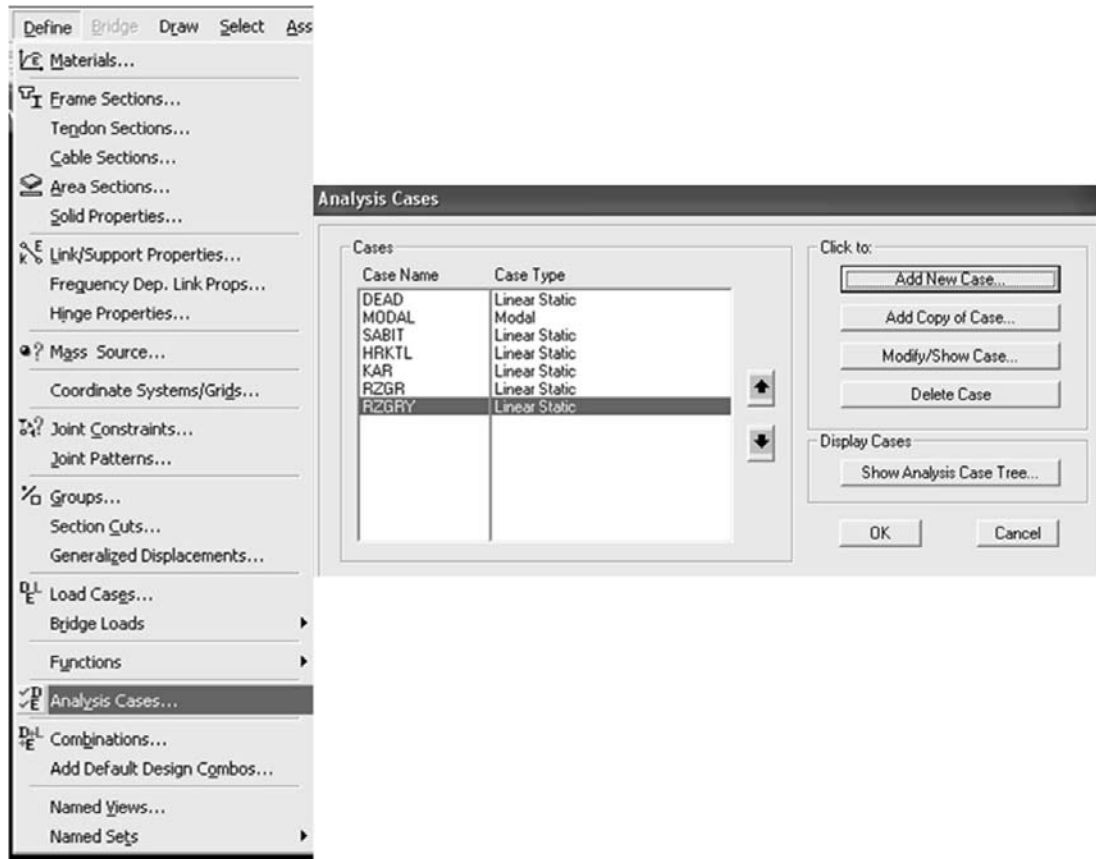 Define Bridge Draw Select Ass
Materials...
Frame Sections...
Tendon Sections...
Cable Sections...
Area Sections...
Solid Properties...
Link/Support Properties...
Frequency Dep. Link Props...
Hinge Properties...
Mass Source...
Coordinate Systems/Grids...
Joint Constraints...
Joint Patterns...
Groups...
Section Cuts...
Generalized Displacements...
Load Cases...
Bridge Loads
Functions
Analysis Cases...
Combinations...
Add Default Design Combos...
Named Views...
Named Sets
Analysis Cases
Cases
Case Name Case Type
DEAD Linear Static
MODAL Modal
SABIT Linear Static
HRKTL Linear Static
KAR Linear Static
RZGR Linear Static
RZGRY Linear Static
Click to:
Add New Case...
Add Copy of Case...
Modify/Show Case...
Delete Case
Display Cases
Show Analysis Case Tree...
OK Cancel